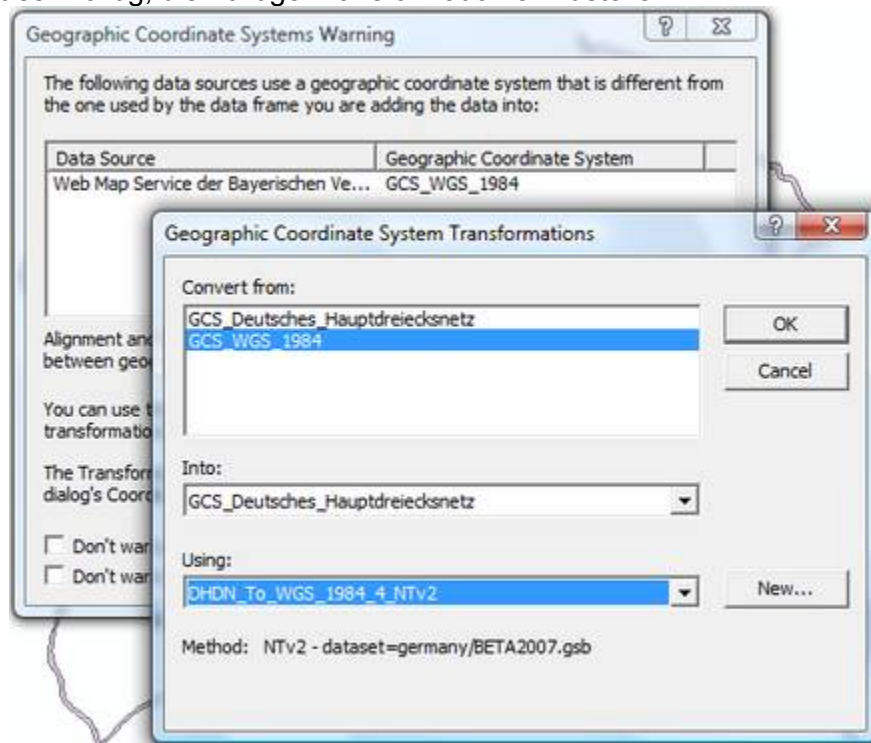 Geographic Coordinate Systems Warning
The following data sources use a geographic coordinate system that is different from
the one used by the data frame you are adding the data into:
Data Source Geographic Coordinate System
Web Map Service der Bayerischen Ve... GCS_WGS_1984
Alignment and
between geo
You can use t
transformatio
The Transfor
dialog's Coord
Don't war
Don't war
Geographic Coordinate System Transformations
Convert from:
GCS_Deutsches_Hauptdreiecksnetz
GCS_WGS_1984
OK
Cancel
Into:
GCS_Deutsches_Hauptdreiecksnetz
Using:
DHDN_To_WGS_1984_4_NTv2
New...
Method: NTv2 - dataset=germany/BETA2007.gsb